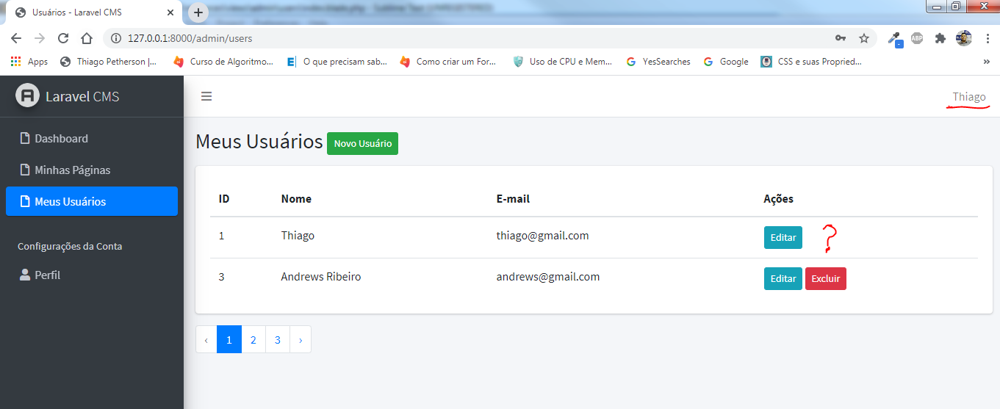 Usuários - Laravel CMS
127.0.0.1:8000/admin/users
ABP
Apps Thiago Petherson |... Curso de Algoritmo... O que precisam sab... Como criar um For... Uso de CPU e Mem... YesSearches Google CSS e suas Propried... »
Laravel CMS
Thiago
Dashboard
Minhas Páginas
Meus Usuários
Configurações da Conta
Perfil
Meus Usuários Novo Usuário
ID Nome E-mail Ações
1 Thiago thiago@gmail.com Editar ?
3 Andrews Ribeiro andrews@gmail.com Editar Excluir
‹ 1 2 3 ›